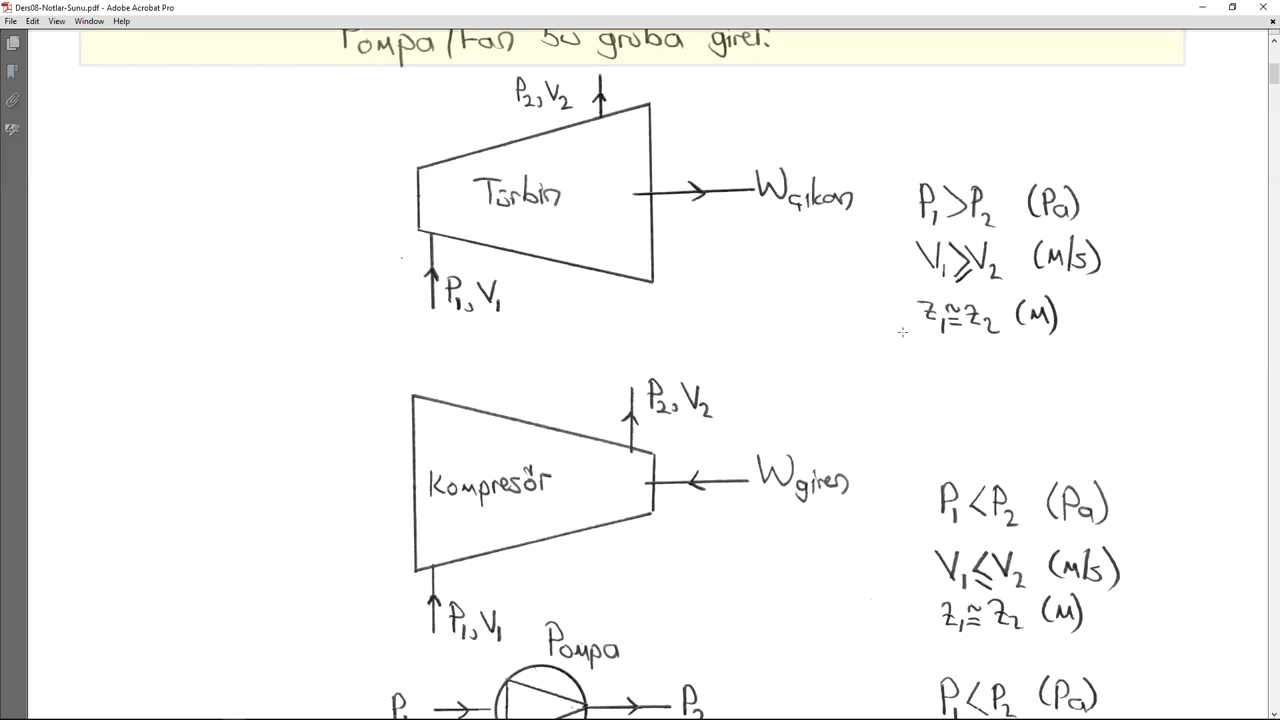 Ders08-Notlar-Sunu.pdf - Adobe Acrobat Pro
File Edit View Window Help
Pompa/Fan bu gruba girer.
P₂, V₂
Türbin
Wçıkan
P₁, V₁
P₁>P₂ (Pa)
V₁≥V₂ (m/s)
z₁≅z₂ (m)
P₂, V₂
Kompresör
Wgiren
P₁, V₁
P₁<P₂ (Pa)
V₁≤V₂ (m/s)
z₁≅z₂ (m)
Pompa
P₂
P₁<P₂ (Pa)